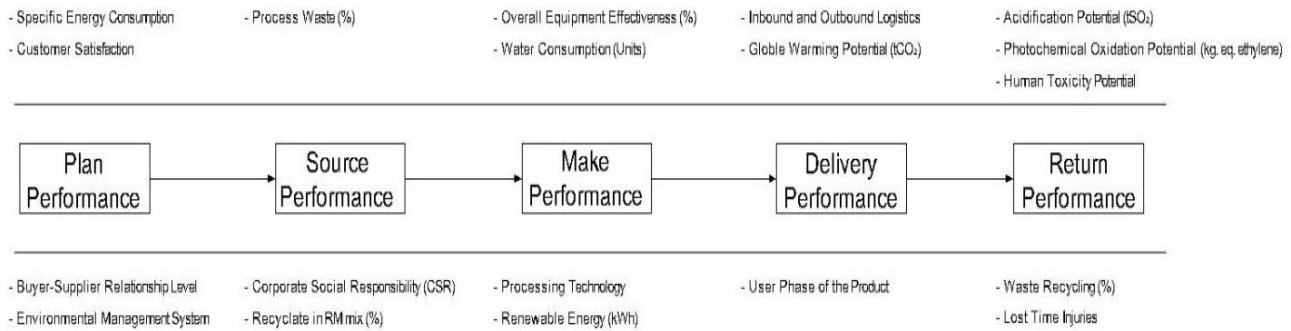 - Specific Energy Consumption
- Customer Satisfaction
- Process Waste (%)
- Overall Equipment Effectiveness (%)
- Water Consumption (Units)
- Inbound and Outbound Logistics
- Globle Warming Potential (tCO₂)
- Acidification Potential (tSO₂)
- Photochemical Oxidation Potential (kg. eq. ethylene)
- Human Toxicity Potential
Plan
Performance
Source
Performance
Make
Performance
Delivery
Performance
Return
Performance
- Buyer-Supplier Relationship Level
- Environmental Management System
- Corporate Social Responsibility (CSR)
- Recyclate in RM mix (%)
- Processing Technology
- Renewable Energy (kWh)
- User Phase of the Product
- Waste Recycling (%)
- Lost Time Injuries